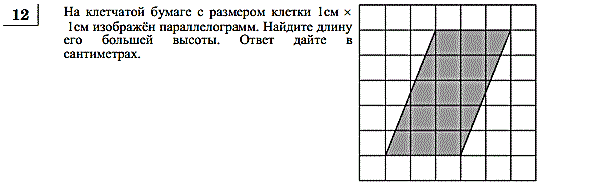 12
На клетчатой бумаге с размером клетки 1см ×
1см изображён параллелограмм. Найдите длину
его большей высоты. Ответ дайте в
сантиметрах.